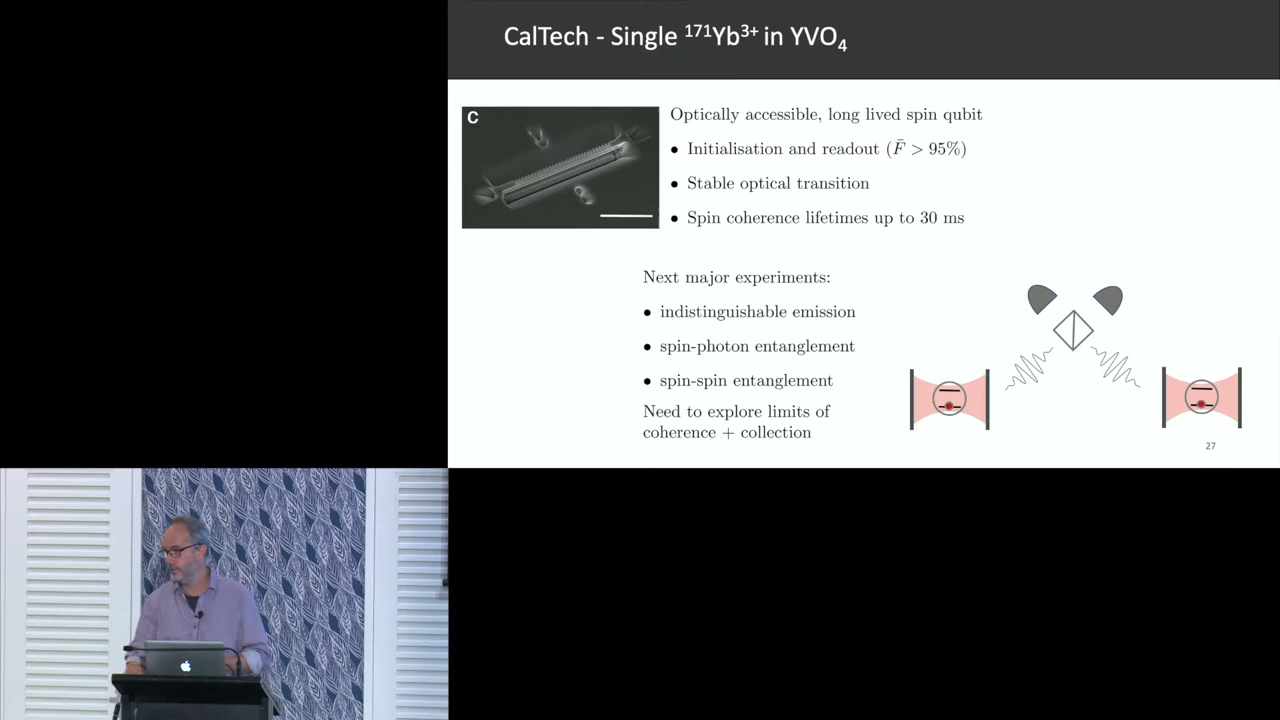 CalTech - Single ¹⁷¹Yb³⁺ in YVO₄
C
Optically accessible, long lived spin qubit
• Initialisation and readout (F̄ > 95%)
• Stable optical transition
• Spin coherence lifetimes up to 30 ms
Next major experiments:
• indistinguishable emission
• spin-photon entanglement
• spin-spin entanglement
Need to explore limits of
coherence + collection
27